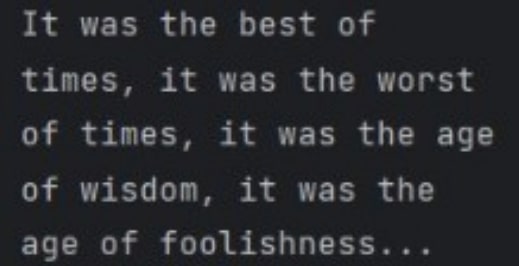 It was the best of
times, it was the worst
of times, it was the age
of wisdom, it was the
age of foolishness...